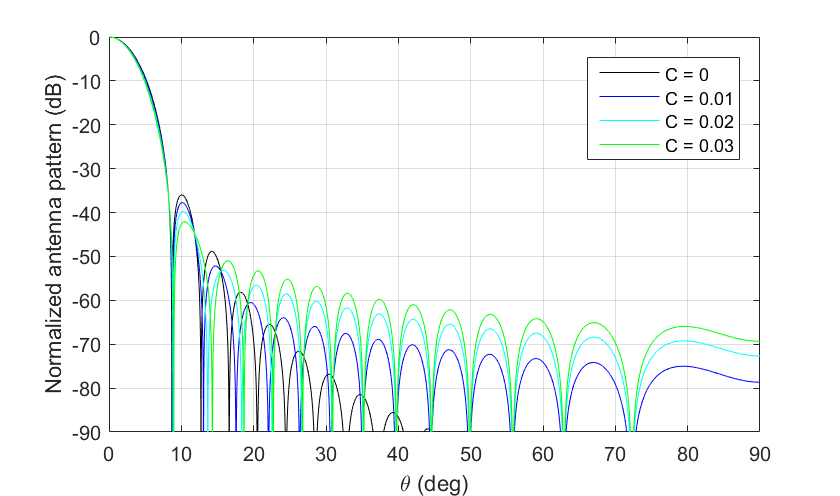 0
-10
-20
-30
-40
-50
-60
-70
-80
-90
Normalized antenna pattern (dB)
C = 0
C = 0.01
C = 0.02
C = 0.03
0 10 20 30 40 50 60 70 80 90
θ (deg)